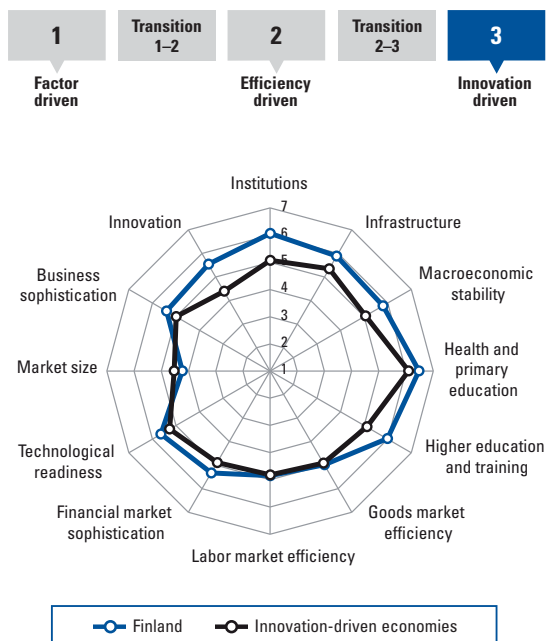 1
Transition
1–2
2
Transition
2–3
3
Factor
driven
Efficiency
driven
Innovation
driven
Institutions
7
Innovation
Infrastructure
6
Business
sophistication
Macroeconomic
stability
5
4
3
2
Market size
1
Health and
primary
education
Technological
readiness
Higher education
and training
Financial market
sophistication
Goods market
efficiency
Labor market efficiency
Finland
Innovation-driven economies